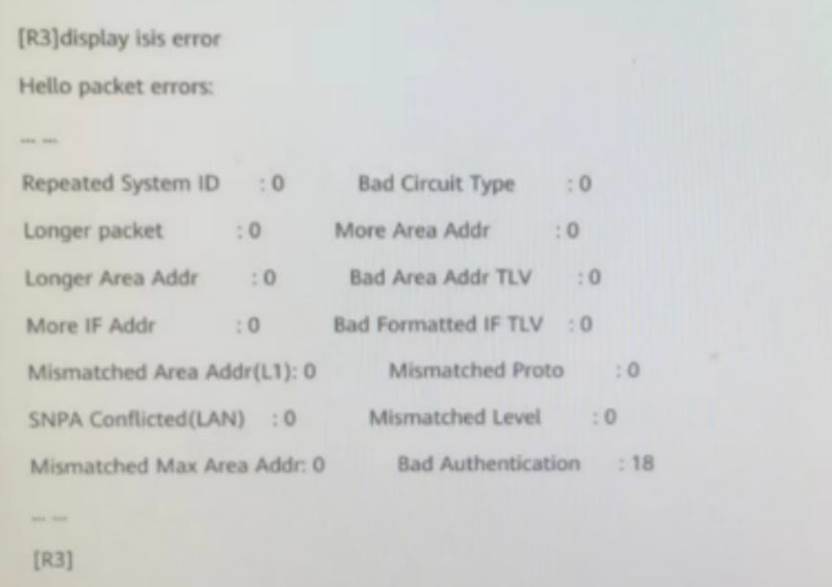 [R3]display isis error
Hello packet errors:
... ...
Repeated System ID : 0 Bad Circuit Type : 0
Longer packet : 0 More Area Addr : 0
Longer Area Addr : 0 Bad Area Addr TLV : 0
More IF Addr : 0 Bad Formatted IF TLV : 0
Mismatched Area Addr(L1): 0 Mismatched Proto : 0
SNPA Conflicted(LAN) : 0 Mismatched Level : 0
Mismatched Max Area Addr: 0 Bad Authentication : 18
... ...
[R3]